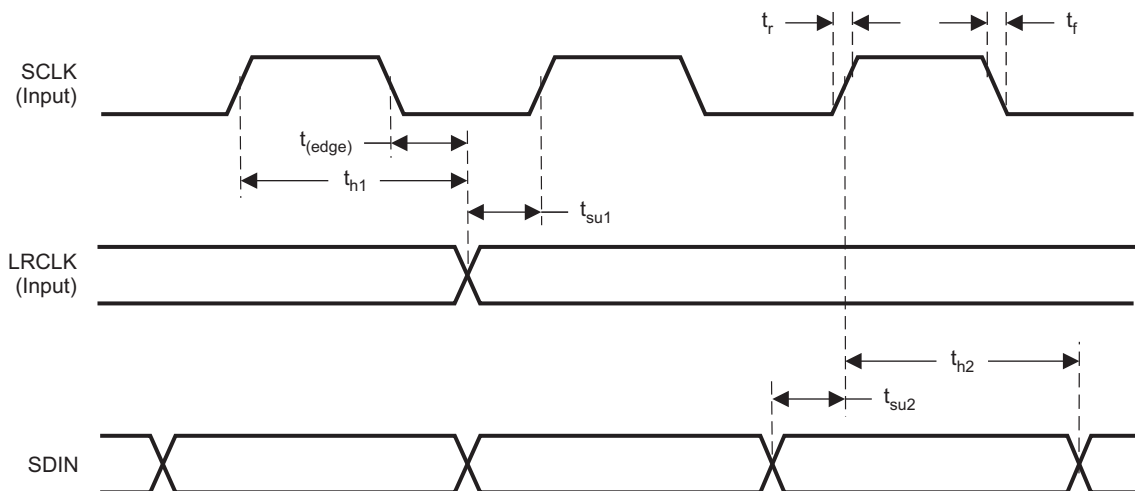 t_r
t_f
SCLK
(Input)
t_(edge)
t_h1
t_su1
LRCLK
(Input)
t_h2
t_su2
SDIN